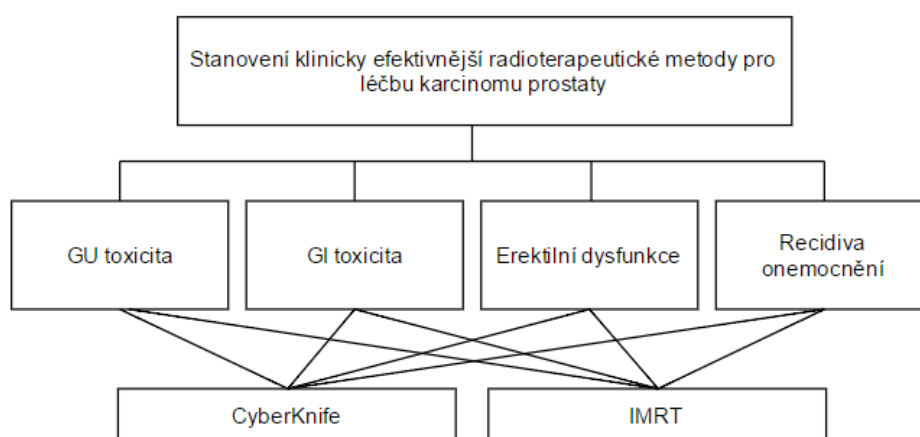 Stanovení klinicky efektivnější radioterapeutické metody pro
léčbu karcinomu prostaty
GU toxicita
GI toxicita
Erektilní dysfunkce
Recidiva
onemocnění
CyberKnife
IMRT